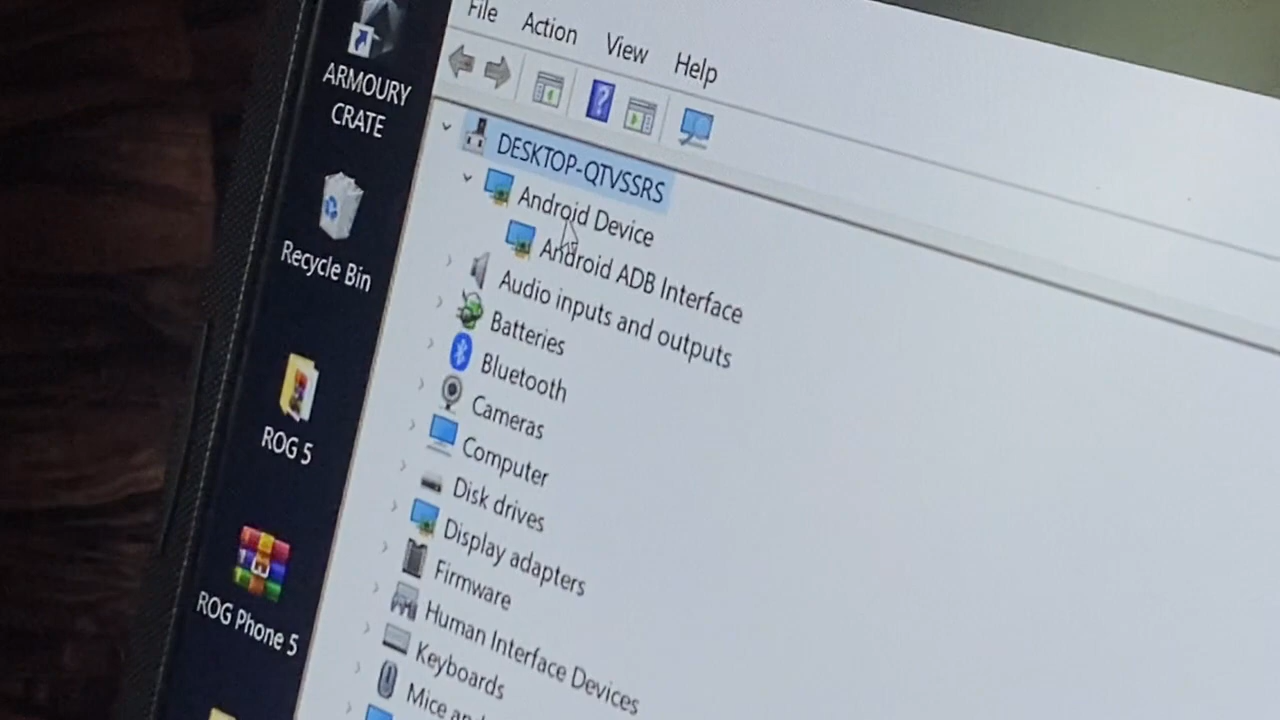 File Action View Help
ARMOURY
CRATE
Recycle Bin
ROG 5
ROG Phone 5
DESKTOP-QTVSSRS
Android Device
Android ADB Interface
Audio inputs and outputs
Batteries
Bluetooth
Cameras
Computer
Disk drives
Display adapters
Firmware
Human Interface Devices
Keyboards
Mice